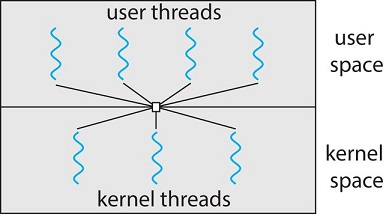 user threads
user
space
kernel
space
kernel threads